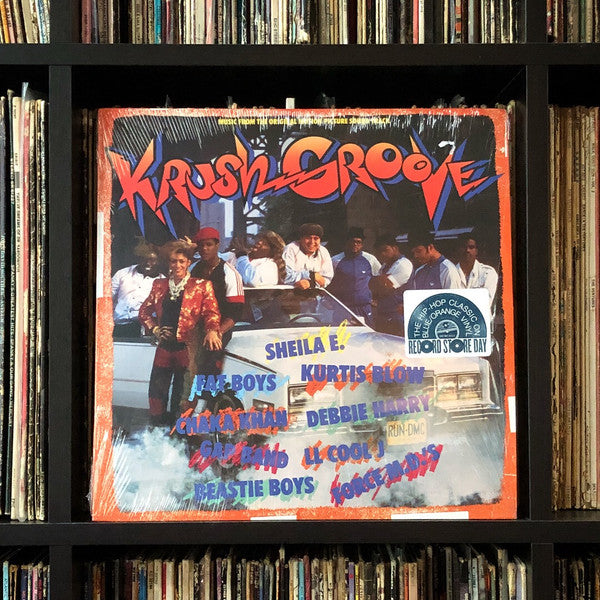 MUSIC FROM THE ORIGINAL MOTION PICTURE SOUNDTRACK
KRUSH GROOVE
THE HIP-HOP CLASSIC ON
BLUE/ORANGE VINYL
RECORD STORE DAY
SHEILA E.
FAT BOYS
KURTIS BLOW
CHAKA KHAN
DEBBIE HARRY
GAP BAND
LL COOL J
RUN-DMC
BEASTIE BOYS
FORCE M.D.'S